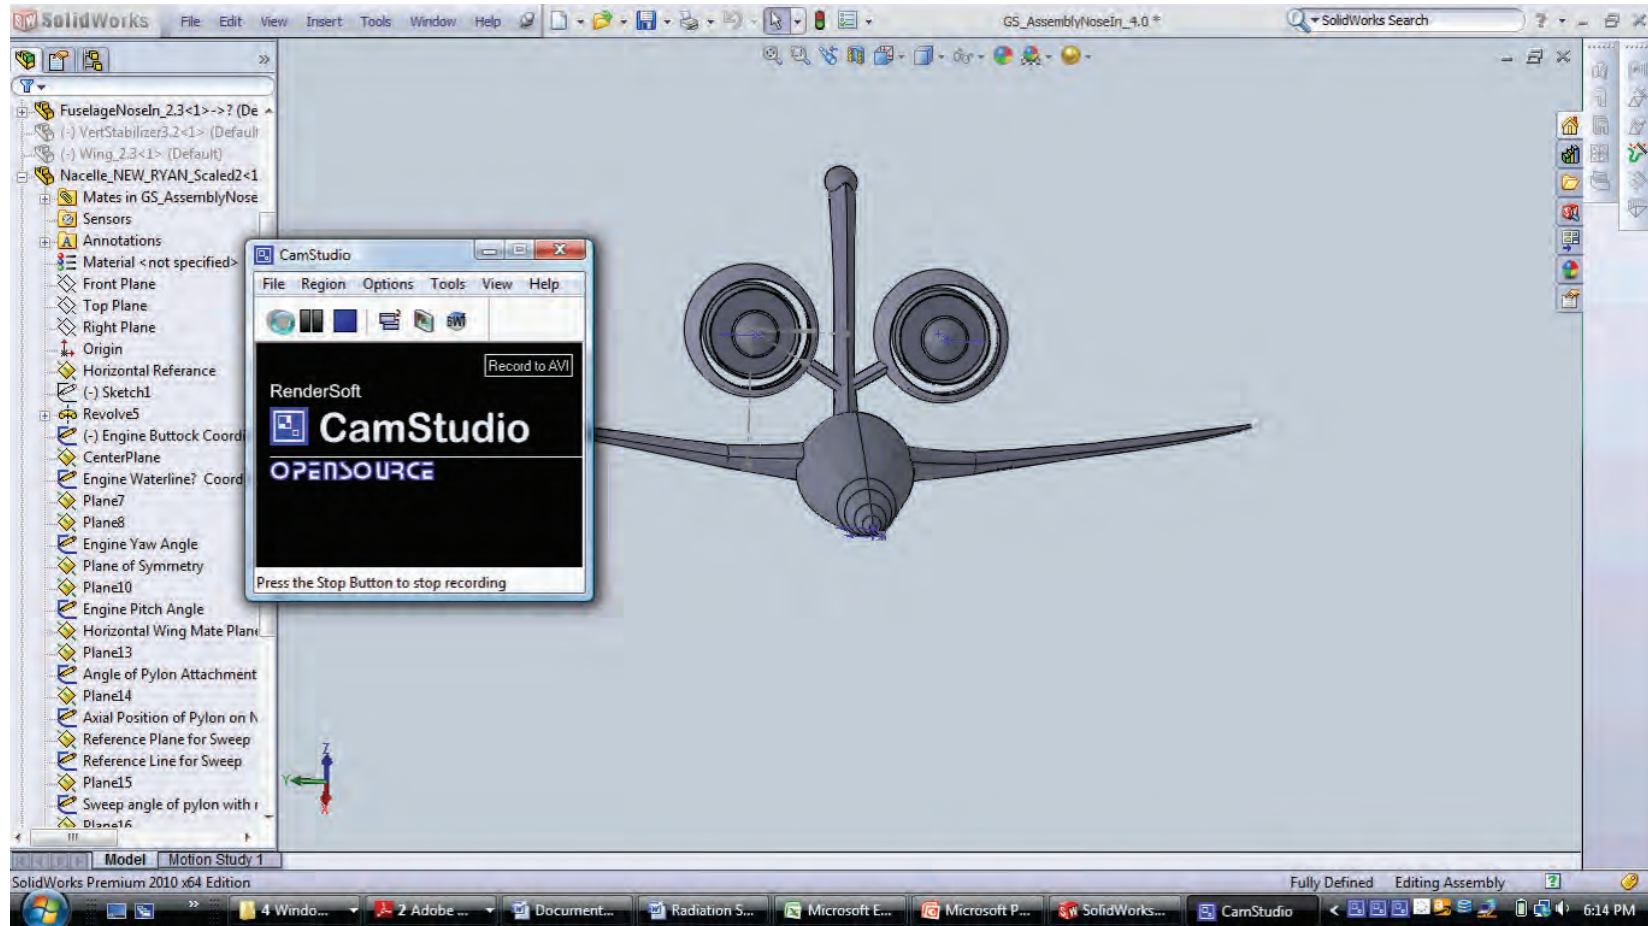 SolidWorks File Edit View Insert Tools Window Help GS_AssemblyNoseIn_4.0 * SolidWorks Search ?
FuselageNoseIn_2.3<1>->? (De
(-) VertStabilizer3.2<1> (Default
(-) Wing_2.3<1> (Default)
Nacelle_NEW_RYAN_Scaled2<1
Mates in GS_AssemblyNose
Sensors
Annotations
Material <not specified>
Front Plane
Top Plane
Right Plane
Origin
Horizontal Referance
(-) Sketch1
Revolve5
(-) Engine Buttock Coordi
CenterPlane
Engine Waterline? Coord
Plane7
Plane8
Engine Yaw Angle
Plane of Symmetry
Plane10
Engine Pitch Angle
Horizontal Wing Mate Plane
Plane13
Angle of Pylon Attachment
Plane14
Axial Position of Pylon on N
Reference Plane for Sweep
Reference Line for Sweep
Plane15
Sweep angle of pylon with r
Plane16
CamStudio
File Region Options Tools View Help
Record to AVI
RenderSoft
CamStudio
OPENSOURCE
Press the Stop Button to stop recording
Z
Y
X
Model Motion Study 1
SolidWorks Premium 2010 x64 Edition Fully Defined Editing Assembly
4 Windo... 2 Adobe ... Document... Radiation S... Microsoft E... Microsoft P... SolidWorks... CamStudio 6:14 PM